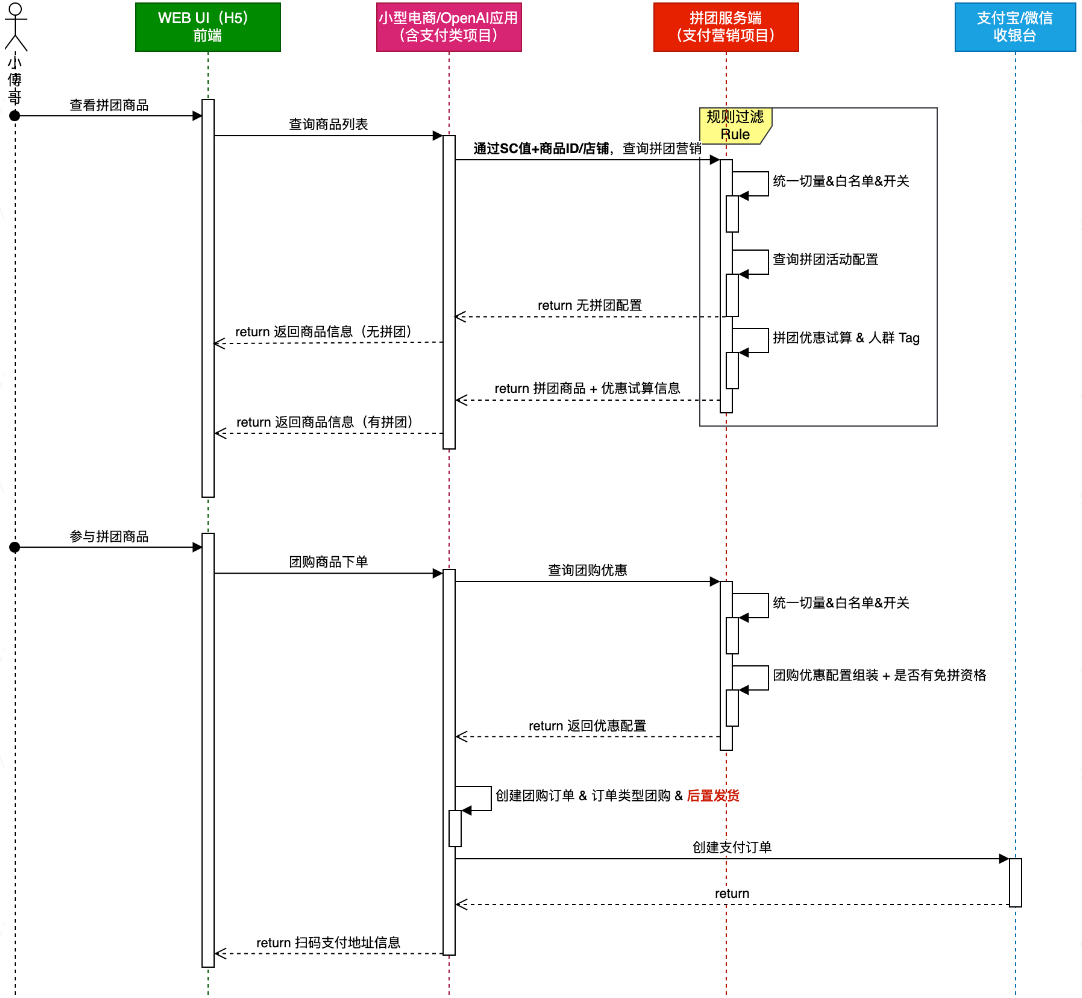 WEB UI（H5）
前端
小型电商/OpenAI应用
（含支付类项目）
拼团服务端
（支付营销项目）
支付宝/微信
收银台
小傅哥
查看拼团商品
查询商品列表
规则过滤
Rule
通过SC值+商品ID/店铺，查询拼团营销
统一切量&白名单&开关
查询拼团活动配置
return 无拼团配置
return 返回商品信息（无拼团）
拼团优惠试算 & 人群 Tag
return 拼团商品 + 优惠试算信息
return 返回商品信息（有拼团）
参与拼团商品
团购商品下单
查询团购优惠
统一切量&白名单&开关
团购优惠配置组装 + 是否有免拼资格
return 返回优惠配置
创建团购订单 & 订单类型团购 & 后置发货
创建支付订单
return
return 扫码支付地址信息